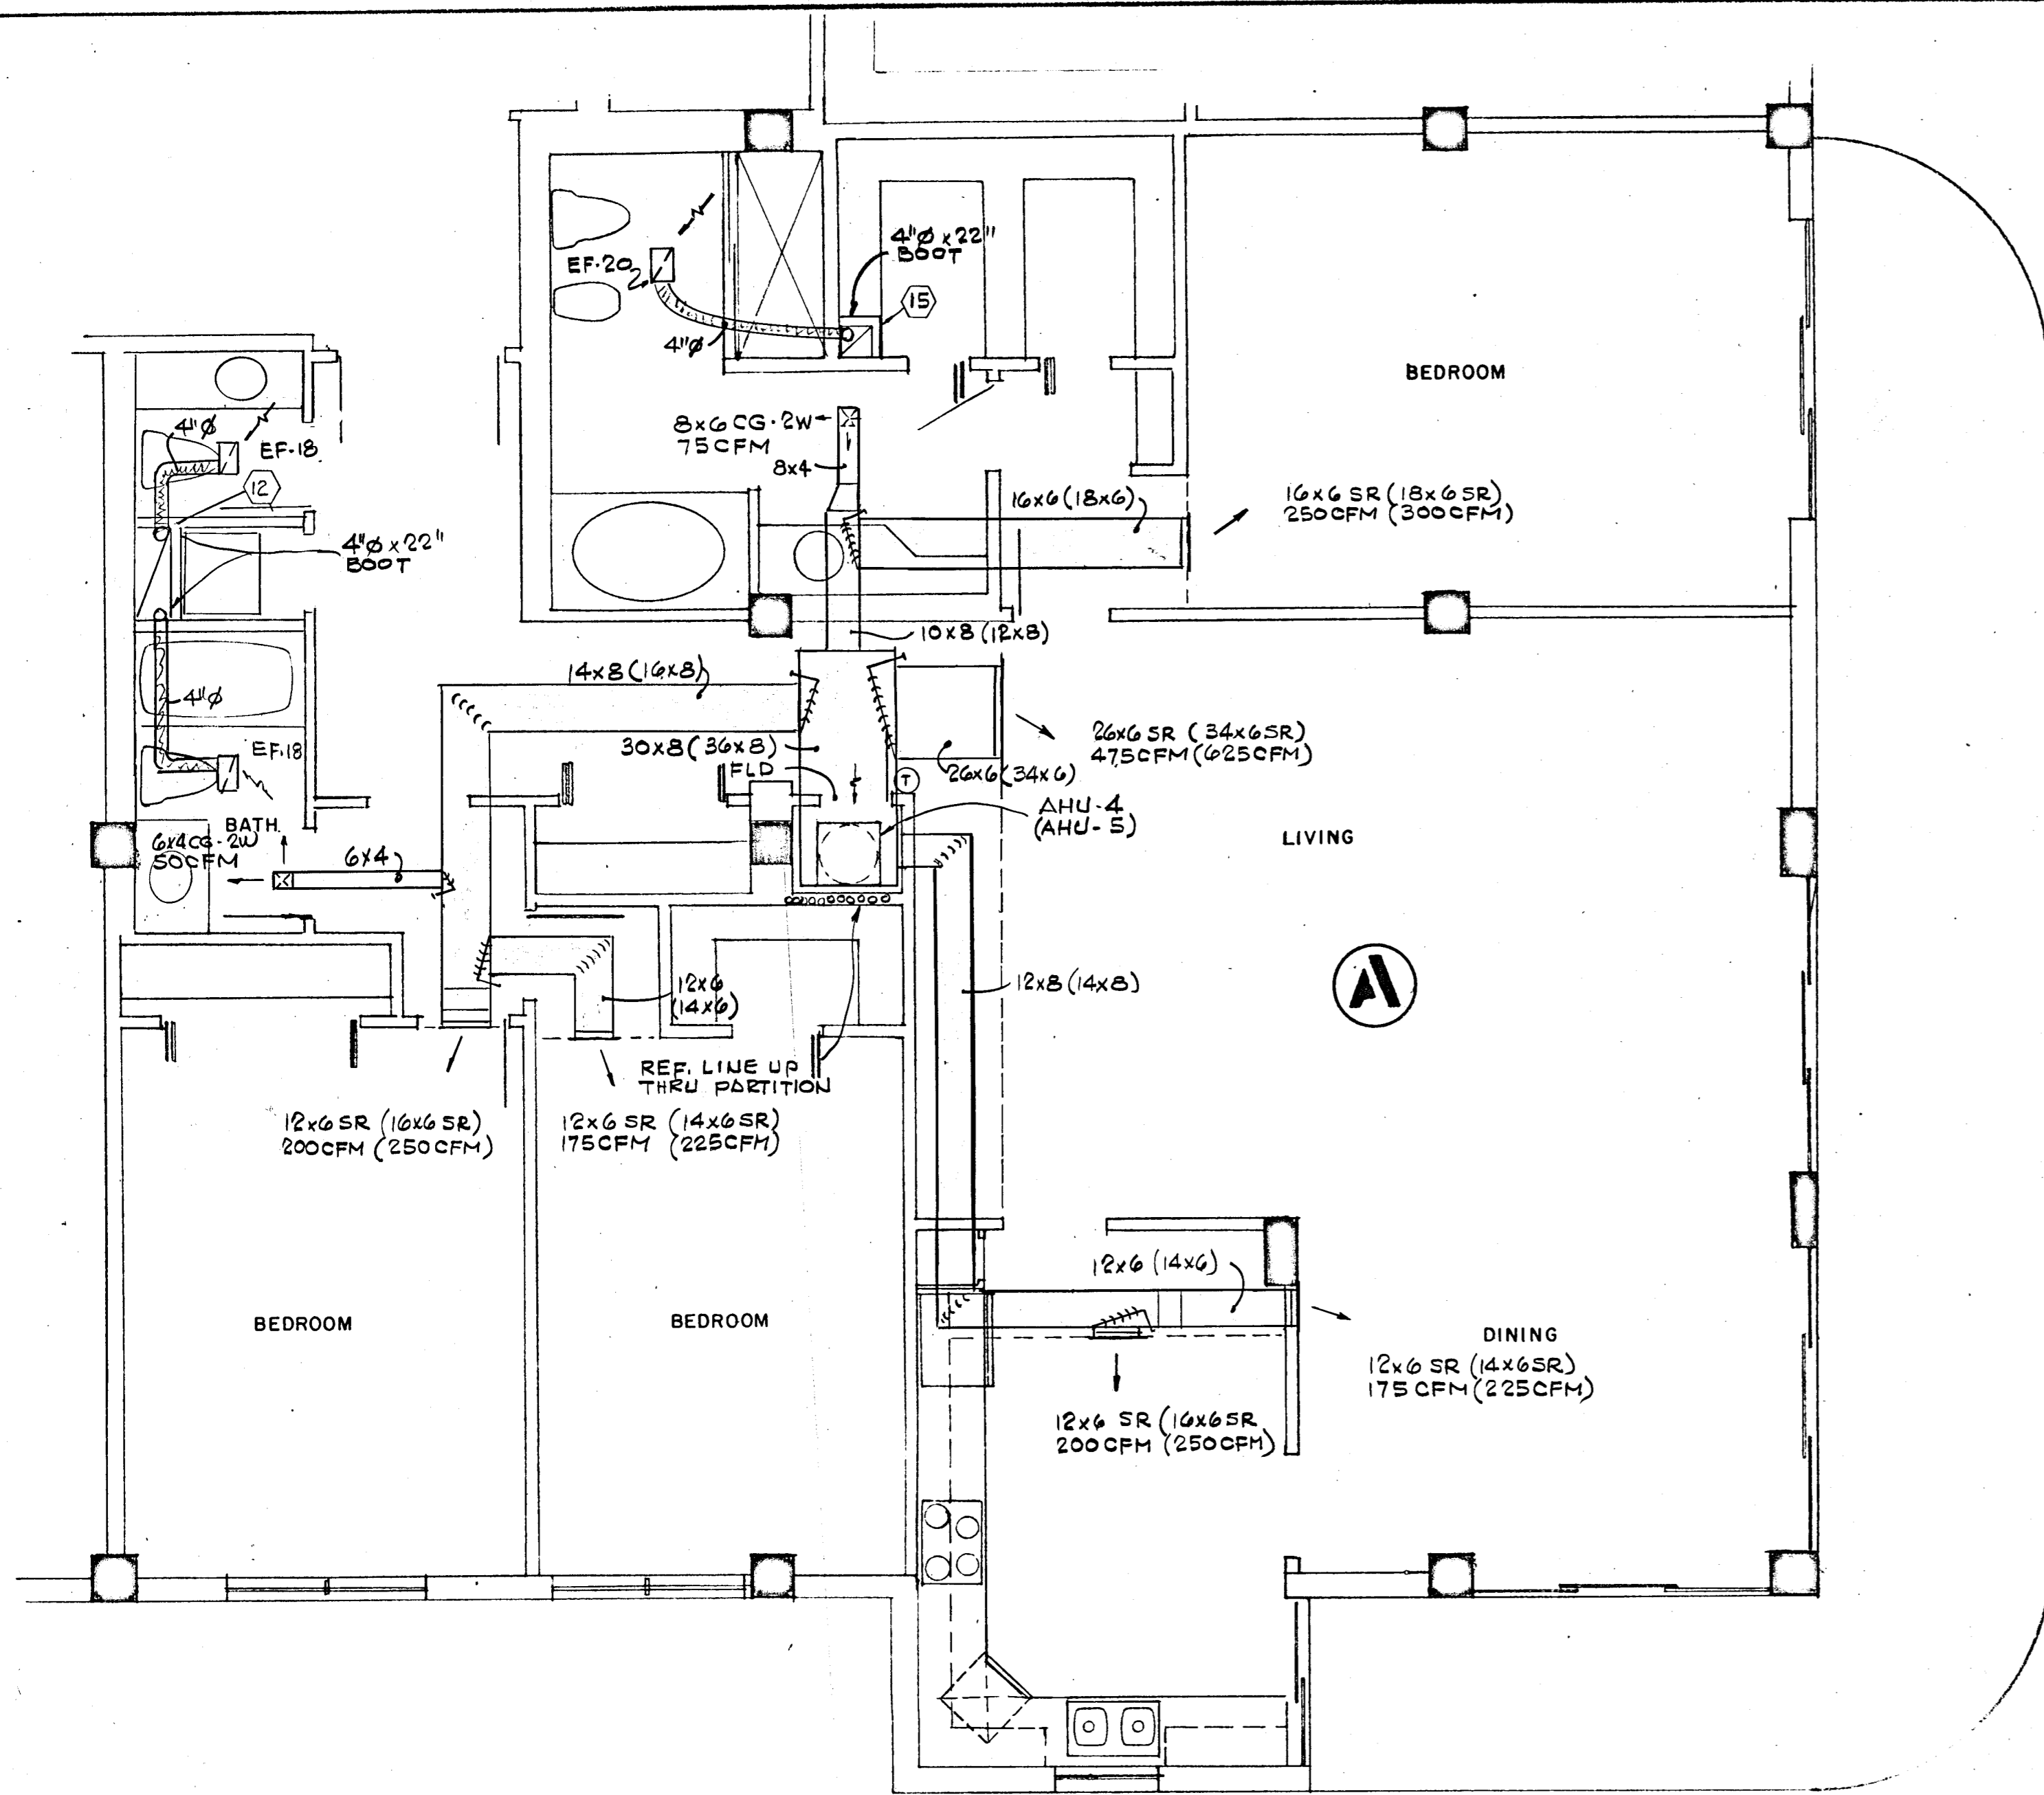 4"Ø x 22"
BOOT
EF-20
15
4"Ø
BEDROOM
8x6 CG-2W
75 CFM
8x4
4"Ø
EF-18
12
4"Ø x 22"
BOOT
16x6 (18x6)
16x6 SR (18x6 SR)
250 CFM (300 CFM)
10x8 (12x8)
14x8 (16x8)
4"Ø
EF-18
30x8 (36x8)
FLD
26x6 SR (34x6 SR)
475 CFM (625 CFM)
26x6 (34x6)
T
AHU-4
(AHU-5)
LIVING
BATH
6x4 CG-2W
50 CFM
6x4
A
12x6
(14x6)
12x8 (14x8)
REF. LINE UP
THRU PARTITION
12x6 SR (16x6 SR)
200 CFM (250 CFM)
12x6 SR (14x6 SR)
175 CFM (225 CFM)
12x6 (14x6)
BEDROOM
BEDROOM
DINING
12x6 SR (14x6 SR)
175 CFM (225 CFM)
12x6 SR (16x6 SR
200 CFM (250 CFM)